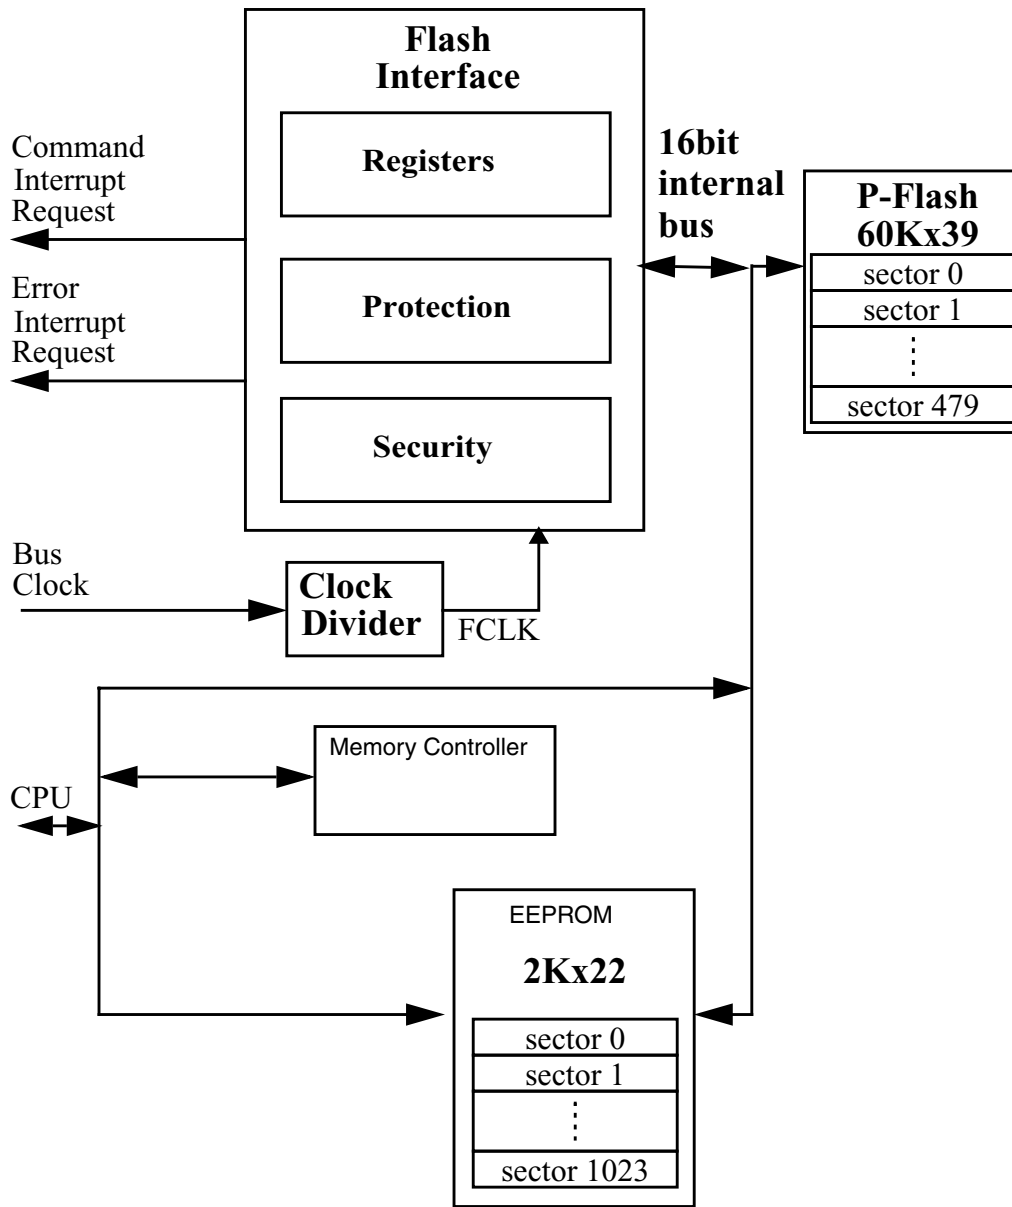 Flash
Interface
Registers
Protection
Security
Command
Interrupt
Request
Error
Interrupt
Request
16bit
internal
bus
P-Flash
60Kx39
sector 0
sector 1
sector 479
Bus
Clock
Clock
Divider
FCLK
Memory Controller
CPU
EEPROM
2Kx22
sector 0
sector 1
sector 1023